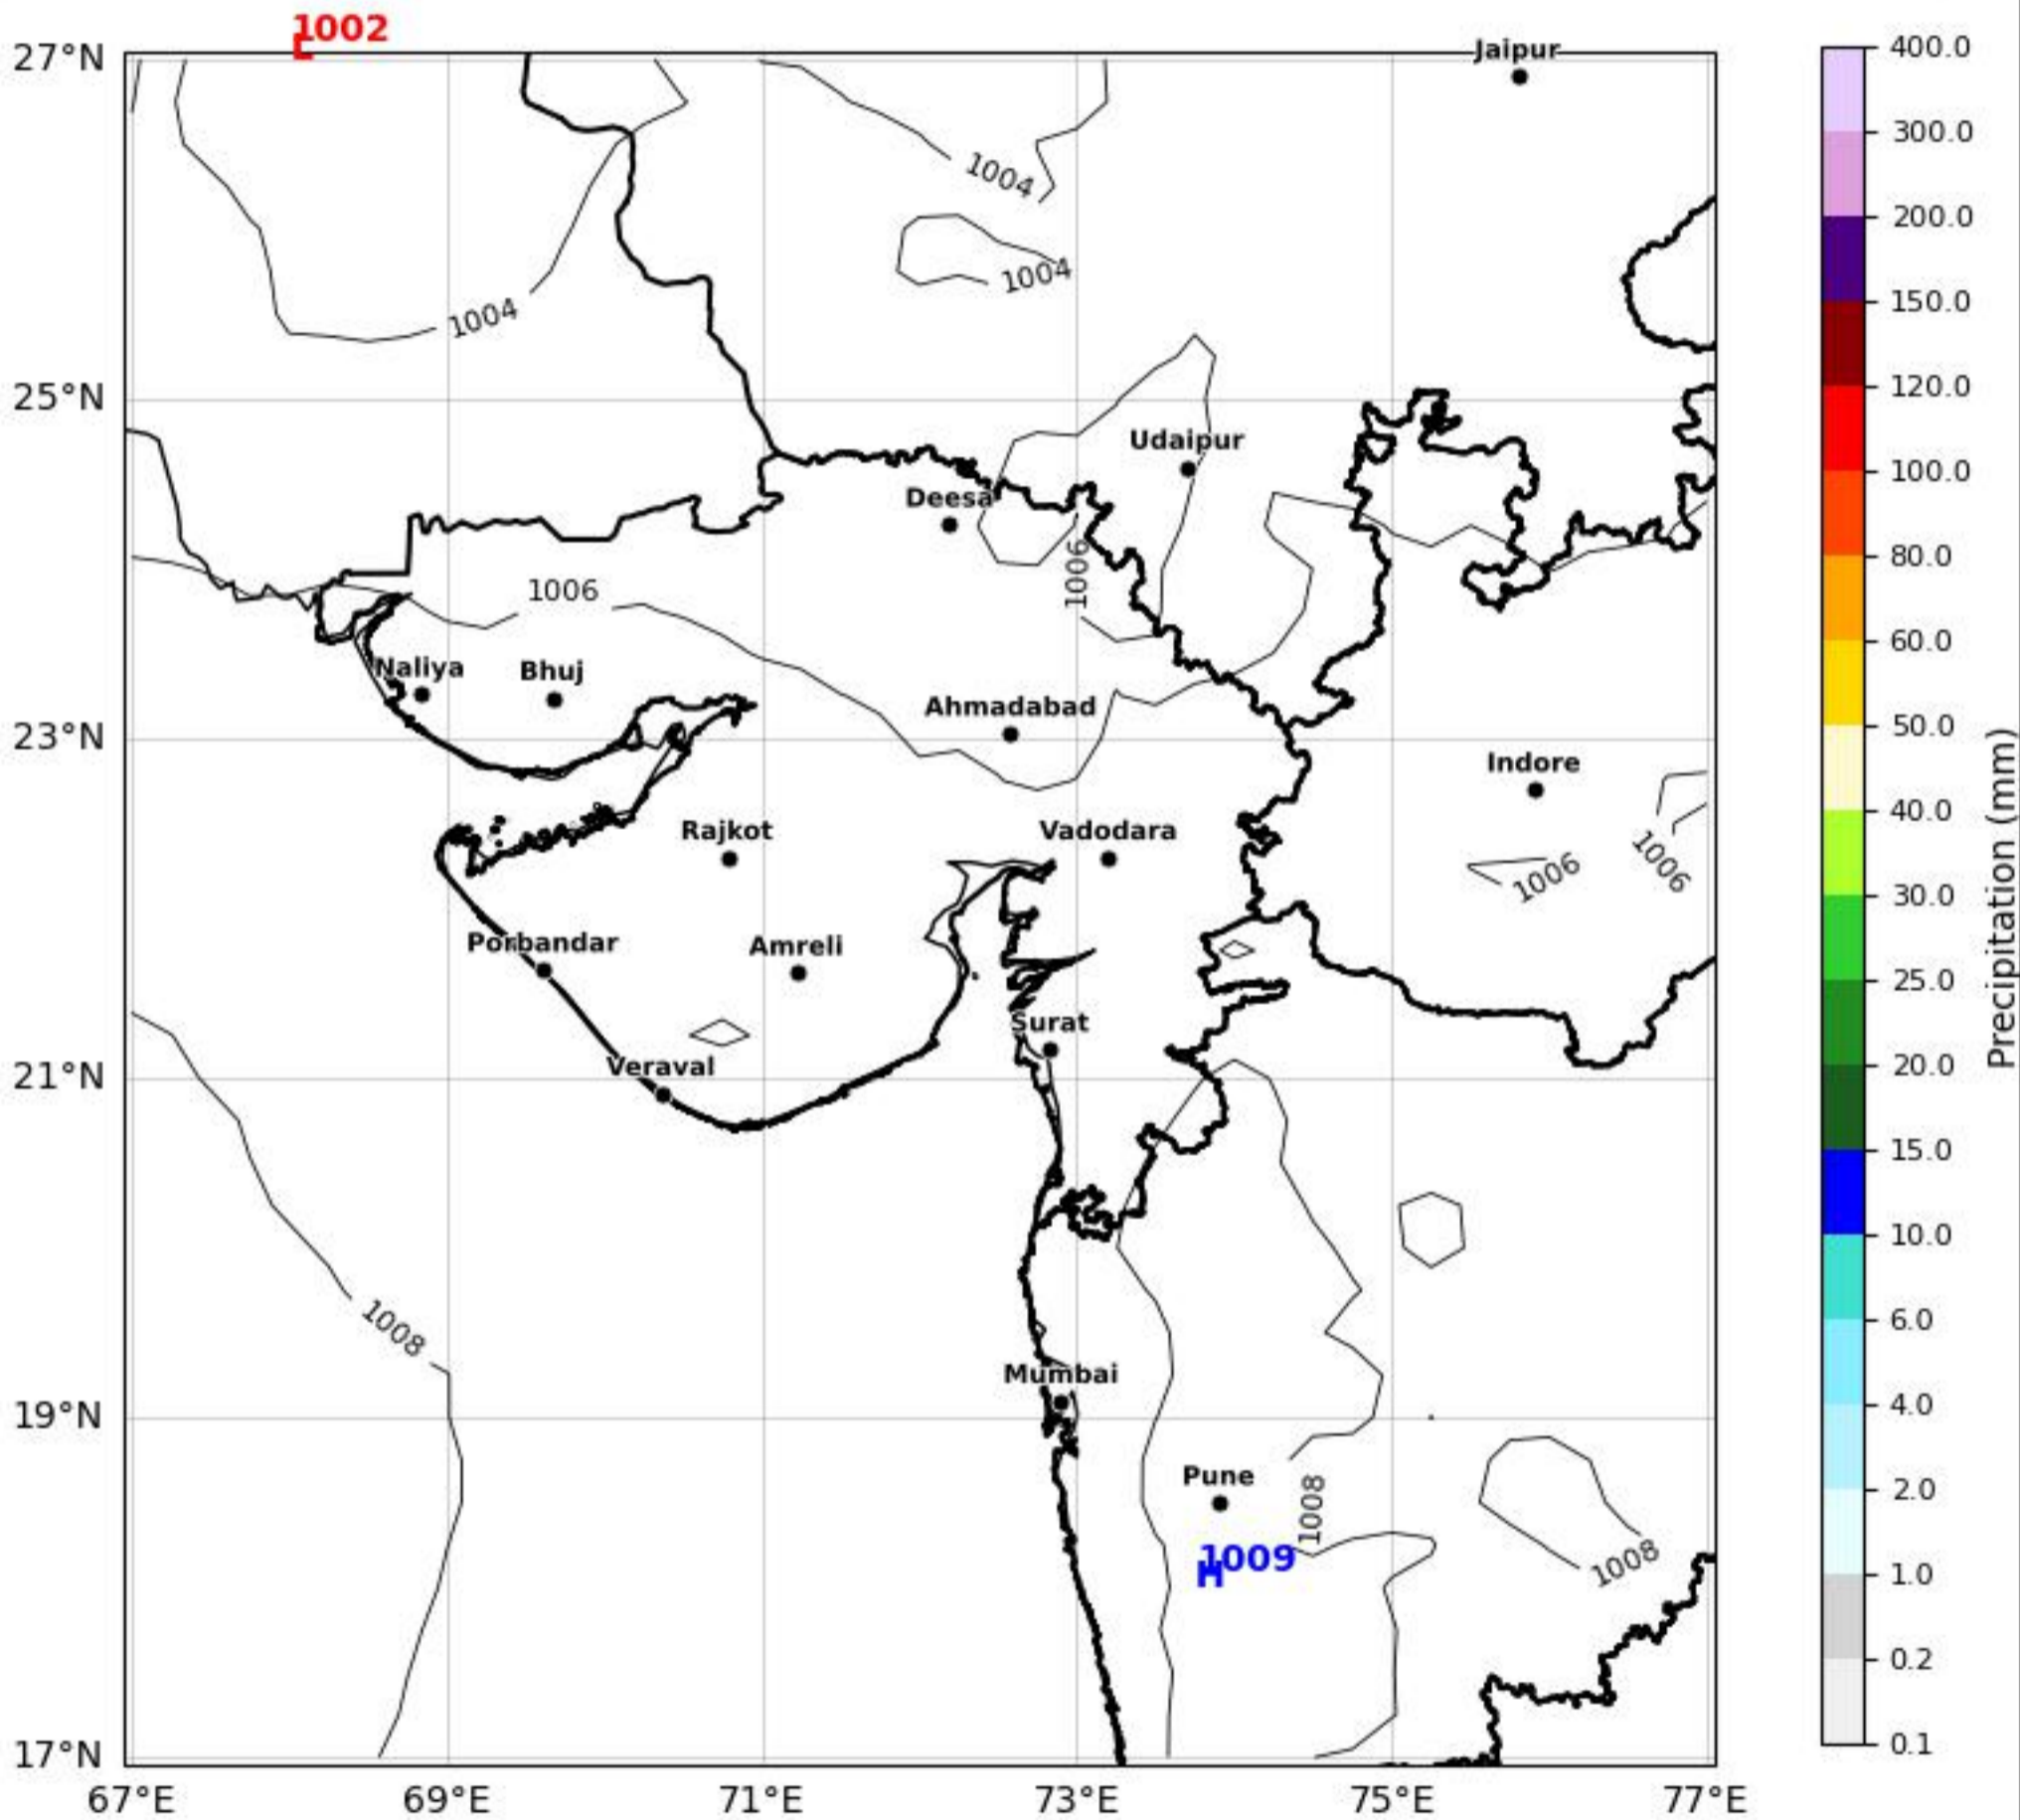 1002
L
27°N
25°N
23°N
21°N
19°N
17°N
67°E
69°E
71°E
73°E
75°E
77°E
Jaipur
1004
1004
1004
Udaipur
Deesa
1006
1006
Naliya
Bhuj
Ahmadabad
Indore
Rajkot
Vadodara
1006
1006
Porbandar
Amreli
Surat
Veraval
1008
Mumbai
Pune
1008
1009
H
1008
400.0
300.0
200.0
150.0
120.0
100.0
80.0
60.0
50.0
40.0
30.0
25.0
20.0
15.0
10.0
6.0
4.0
2.0
1.0
0.2
0.1
Precipitation (mm)